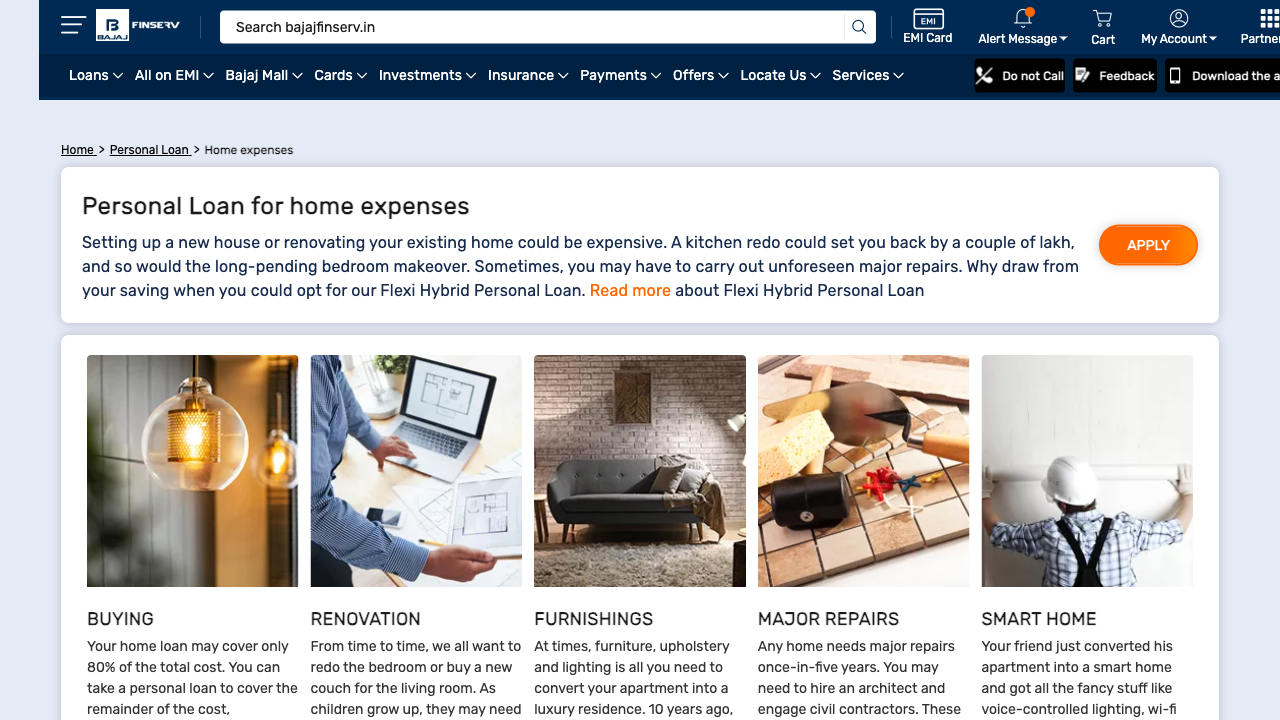 BAJAJ
FINSERV
Search bajajfinserv.in
EMI
EMI Card
Alert Message
Cart
My Account
Loans
All on EMI
Bajaj Mall
Cards
Investments
Insurance
Payments
Offers
Locate Us
Services
Do not Call
Feedback
Download the a
Home > Personal Loan > Home expenses
Personal Loan for home expenses
Setting up a new house or renovating your existing home could be expensive. A kitchen redo could set you back by a couple of lakh,
and so would the long-pending bedroom makeover. Sometimes, you may have to carry out unforeseen major repairs. Why draw from
your saving when you could opt for our Flexi Hybrid Personal Loan. Read more about Flexi Hybrid Personal Loan
APPLY
BUYING
Your home loan may cover only
80% of the total cost. You can
take a personal loan to cover the
remainder of the cost,
RENOVATION
From time to time, we all want to
redo the bedroom or buy a new
couch for the living room. As
children grow up, they may need
FURNISHINGS
At times, furniture, upholstery
and lighting is all you need to
convert your apartment into a
luxury residence. 10 years ago,
MAJOR REPAIRS
Any home needs major repairs
once-in-five years. You may
need to hire an architect and
engage civil contractors. These
SMART HOME
Your friend just converted his
apartment into a smart home
and got all the fancy stuff like
voice-controlled lighting, wi-fi